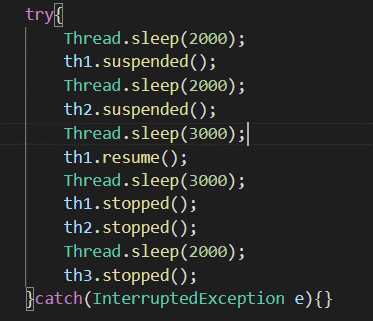 try{
Thread.sleep(2000);
th1.suspended();
Thread.sleep(2000);
th2.suspended();
Thread.sleep(3000);
th1.resume();
Thread.sleep(3000);
th1.stopped();
th2.stopped();
Thread.sleep(2000);
th3.stopped();
}catch(InterruptedException e){}